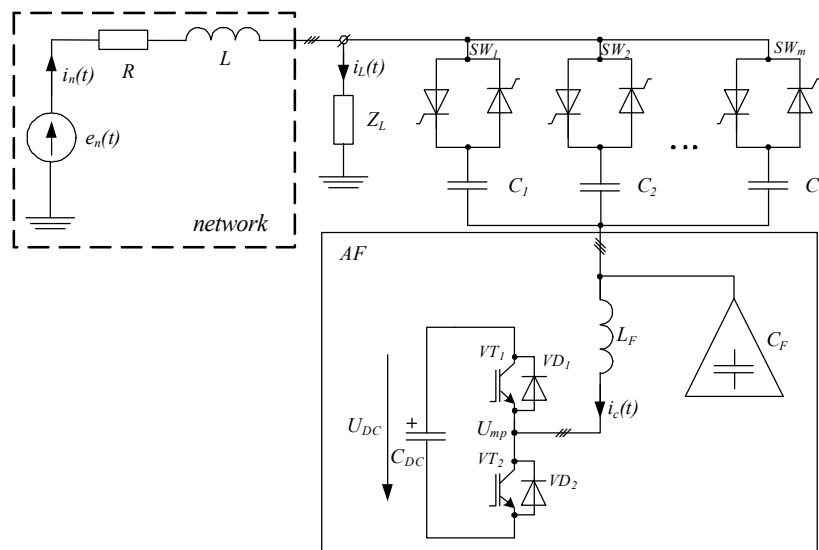 R
L
i_n(t)
e_n(t)
network
i_L(t)
Z_L
SW_1
SW_2
SW_m
C_1
C_2
...
C
AF
VT_1
VD_1
U_DC
+
C_DC
U_mp
VT_2
VD_2
L_F
i_c(t)
C_F